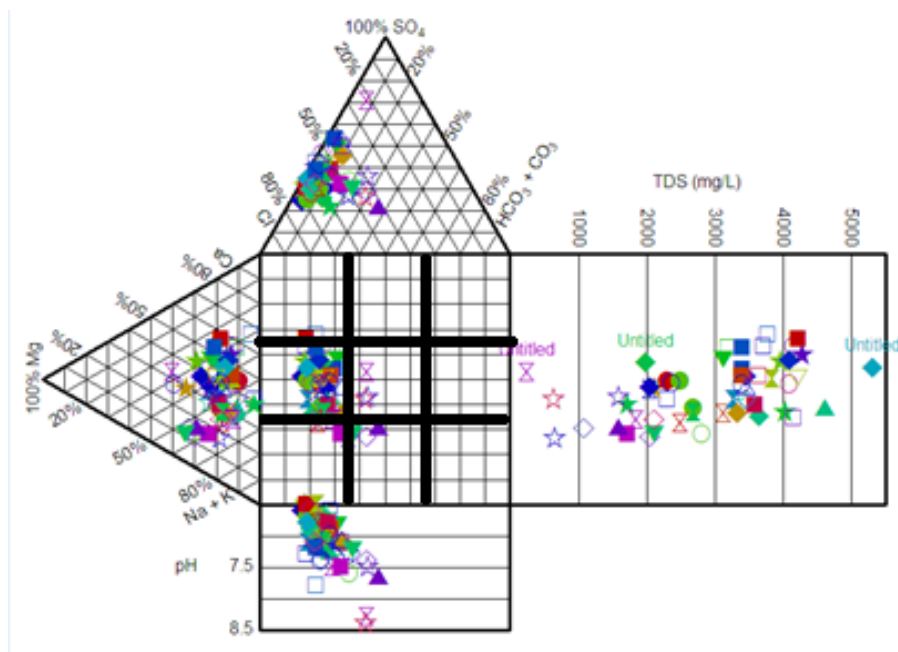 100% SO₄
20%
20%
50%
50%
80%
80%
Cl
HCO₃ + CO₃
TDS (mg/L)
1000
2000
3000
4000
5000
Ca
80%
50%
20%
100% Mg
20%
50%
80%
Na + K
Untitled
Untitled
Untitled
pH
7.5
8.5